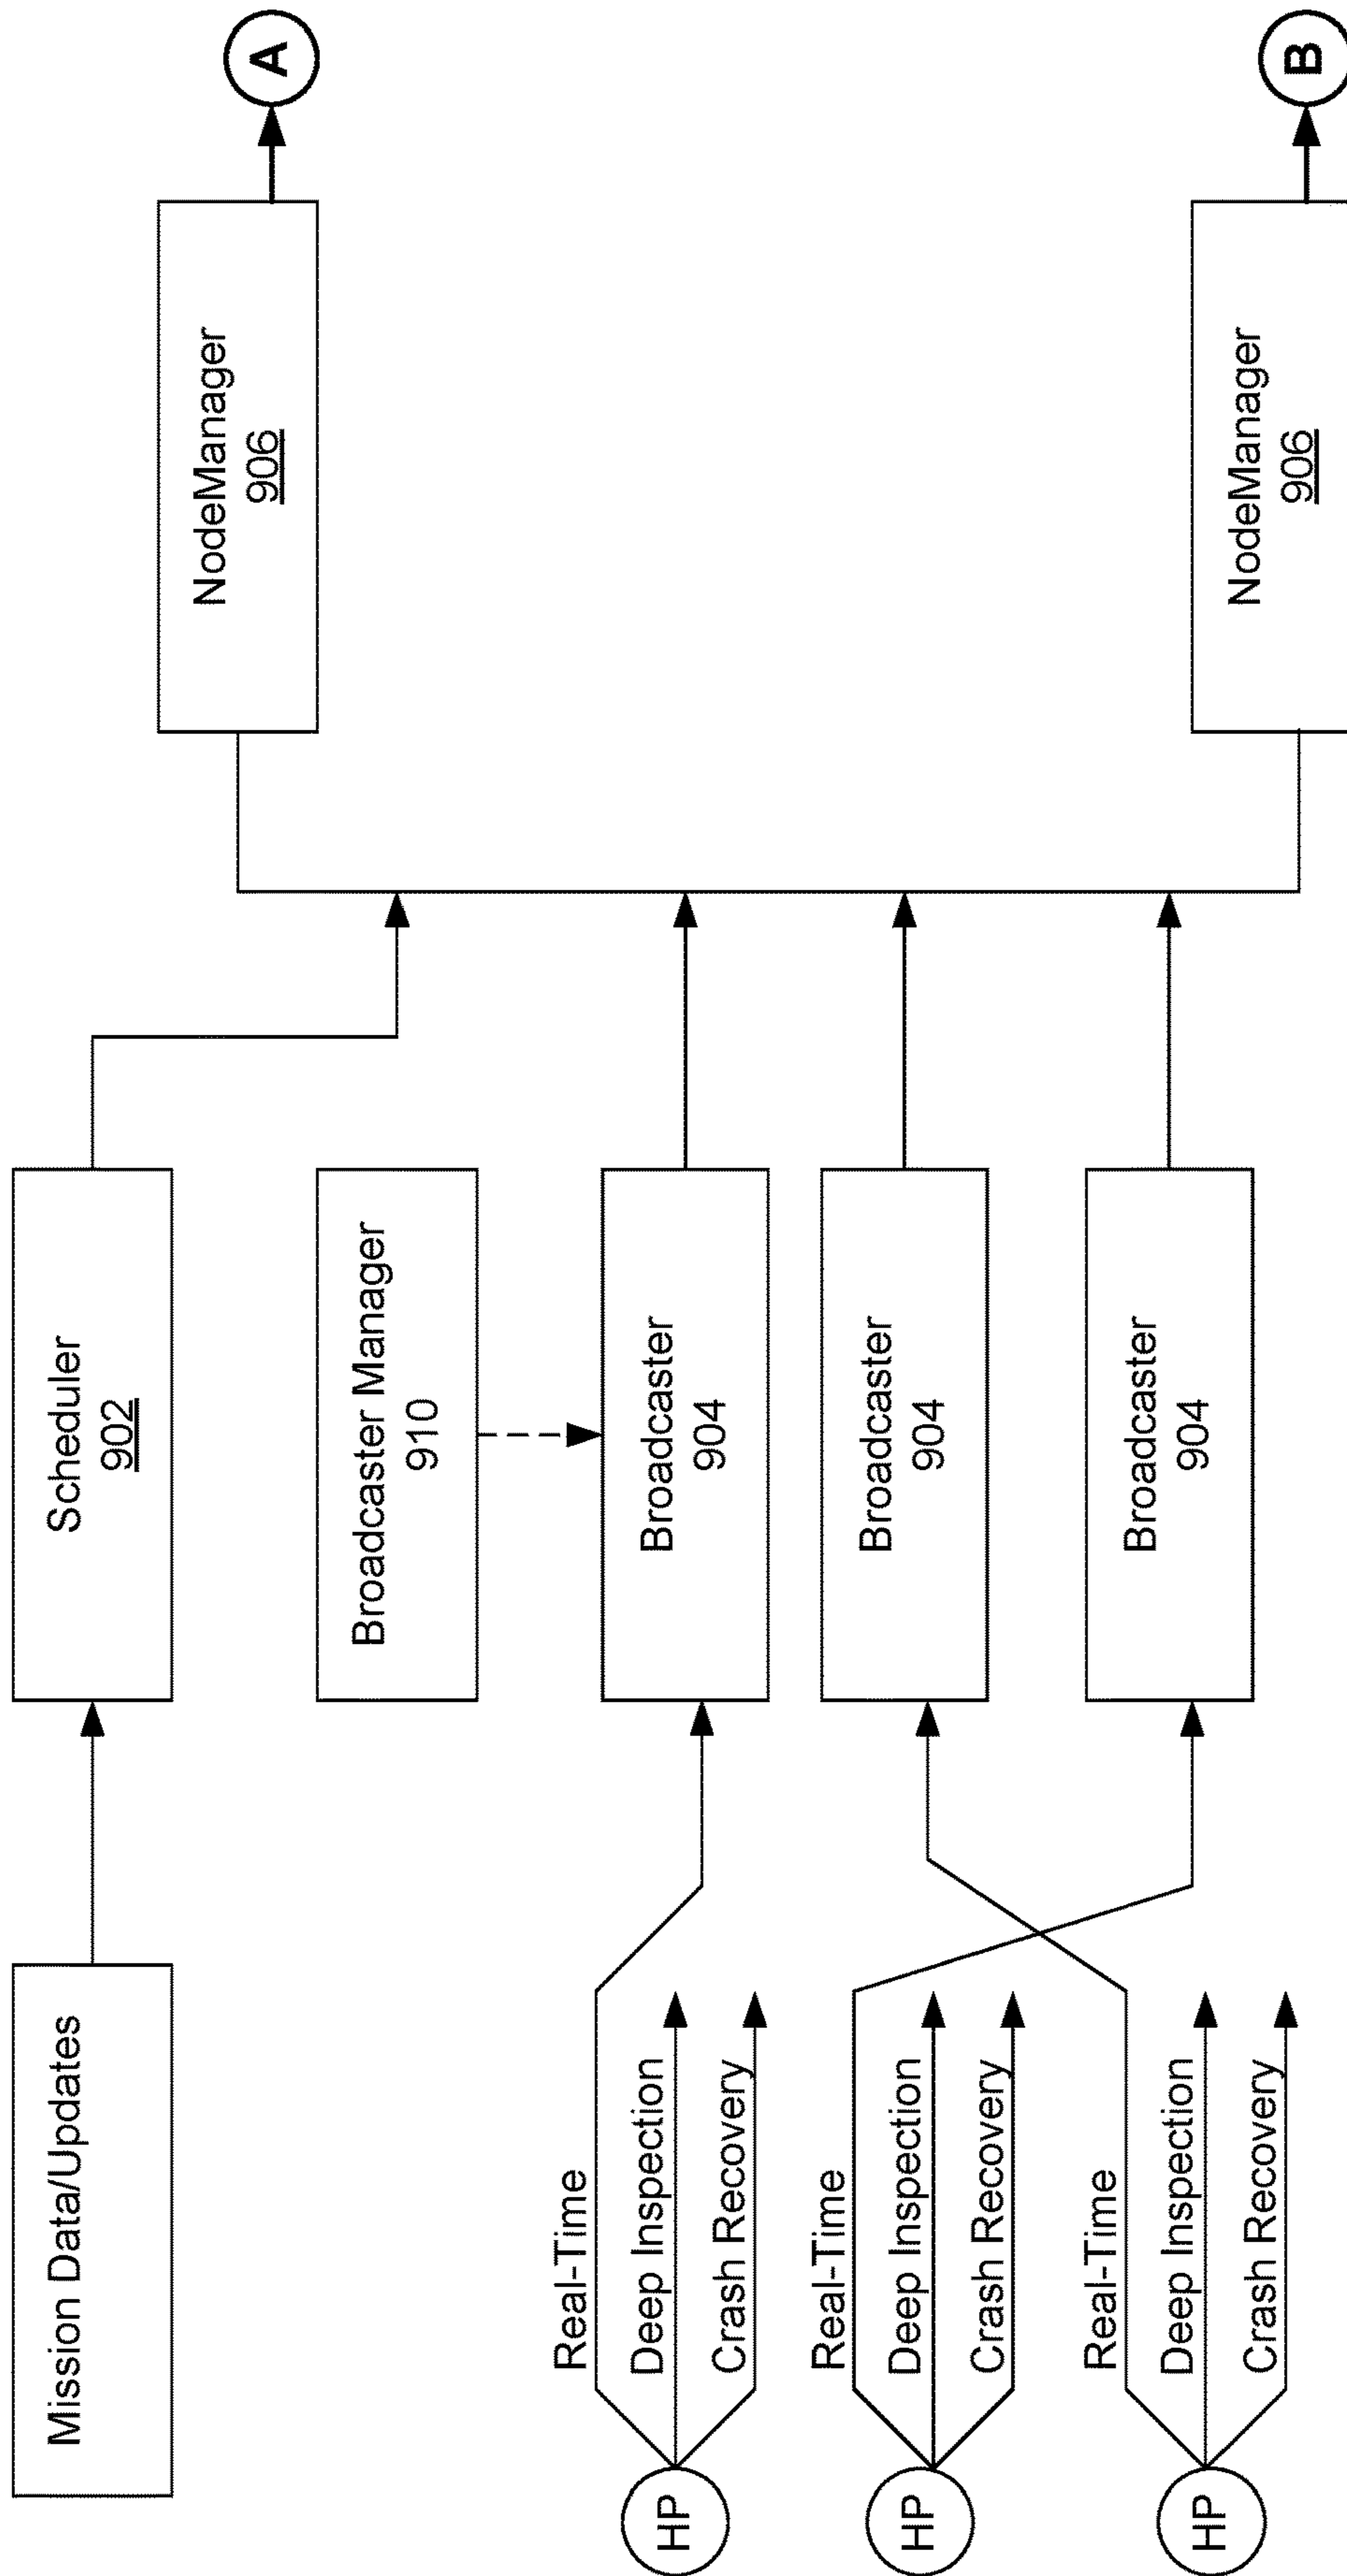 Mission Data/Updates
Scheduler
902
Broadcaster Manager
910
NodeManager
906
A
HP
Real-Time
Deep Inspection
Crash Recovery
Broadcaster
904
HP
Real-Time
Deep Inspection
Crash Recovery
Broadcaster
904
HP
Real-Time
Deep Inspection
Crash Recovery
Broadcaster
904
NodeManager
906
B